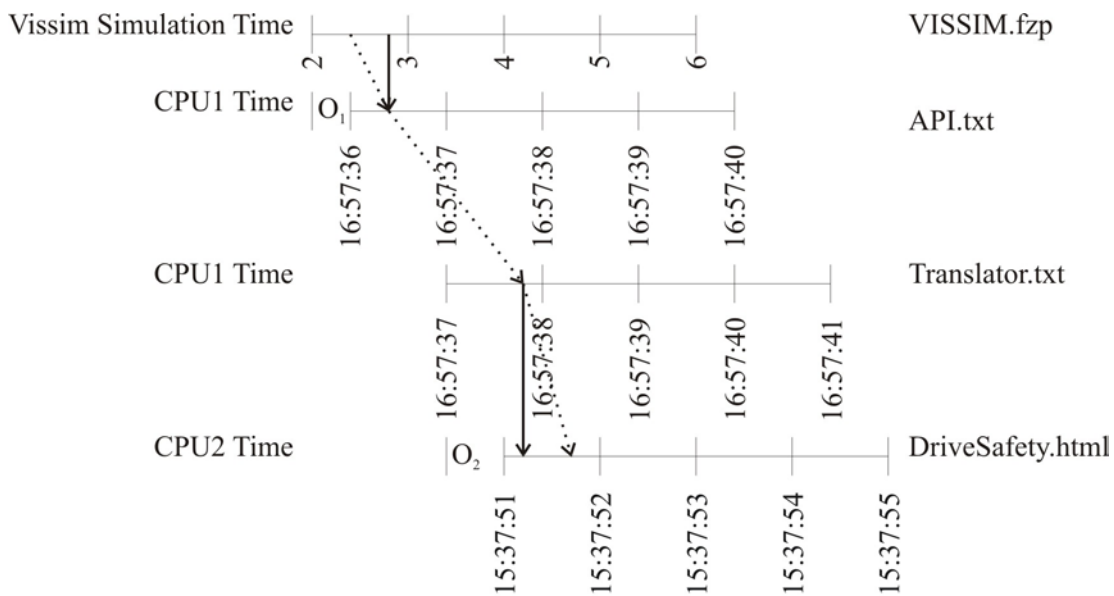 Vissim Simulation Time
VISSIM.fzp
2
3
4
5
6
CPU1 Time
O₁
API.txt
16:57:36
16:57:37
16:57:38
16:57:39
16:57:40
CPU1 Time
Translator.txt
16:57:37
16:57:38
16:57:39
16:57:40
16:57:41
CPU2 Time
O₂
DriveSafety.html
15:37:51
15:37:52
15:37:53
15:37:54
15:37:55